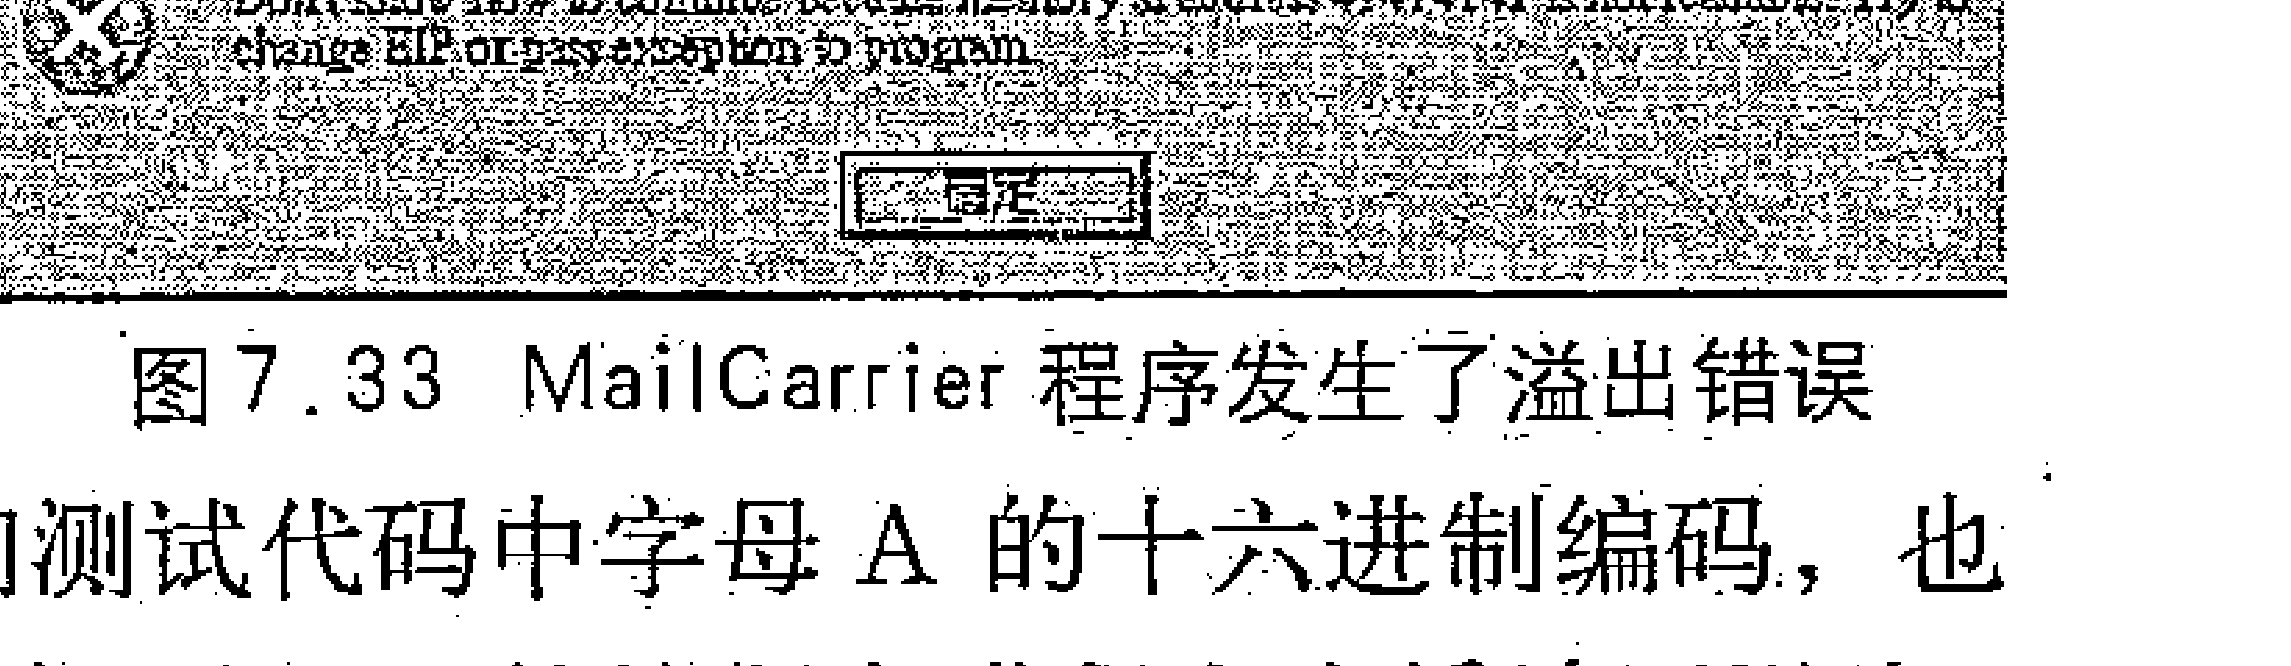 change EIP or pass exception to program.
确定
图7.33 MailCarrier 程序发生了溢出错误
测试代码中字母 A 的十六进制编码，也